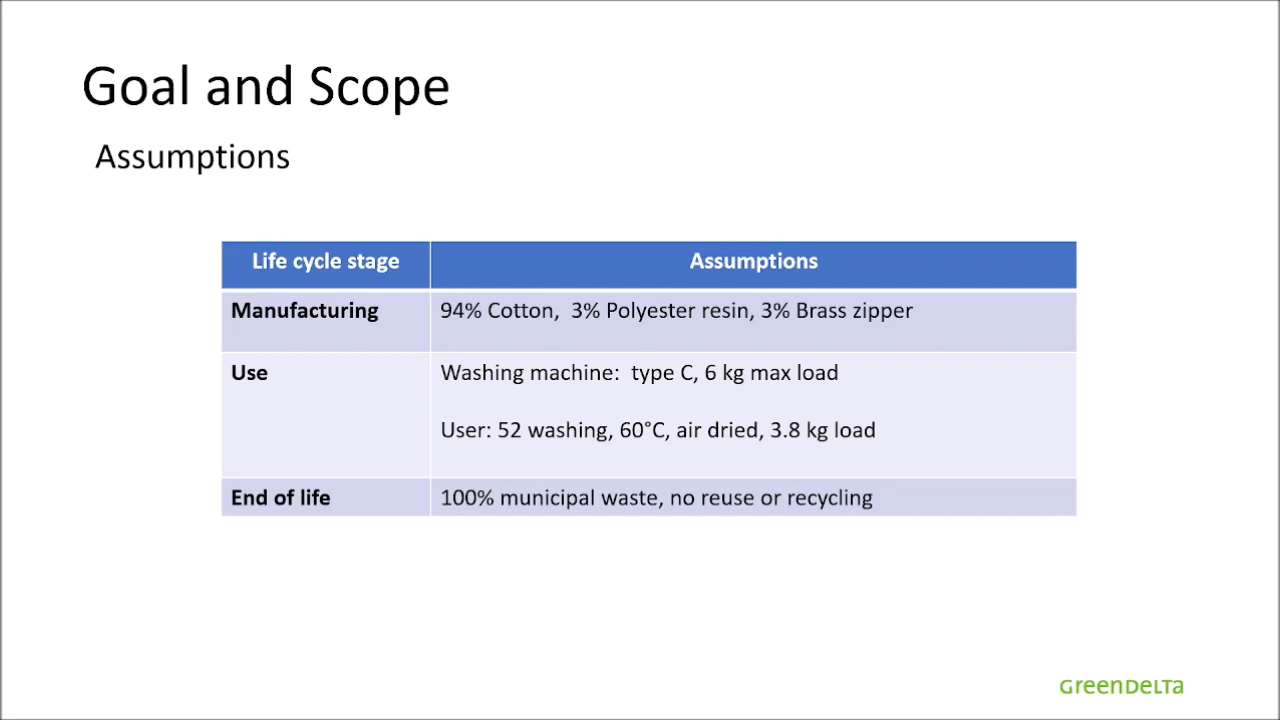 Goal and Scope
Assumptions
Life cycle stage
Assumptions
Manufacturing
94% Cotton,  3% Polyester resin, 3% Brass zipper
Use
Washing machine:  type C, 6 kg max load
User: 52 washing, 60°C, air dried, 3.8 kg load
End of life
100% municipal waste, no reuse or recycling
GreenDelta